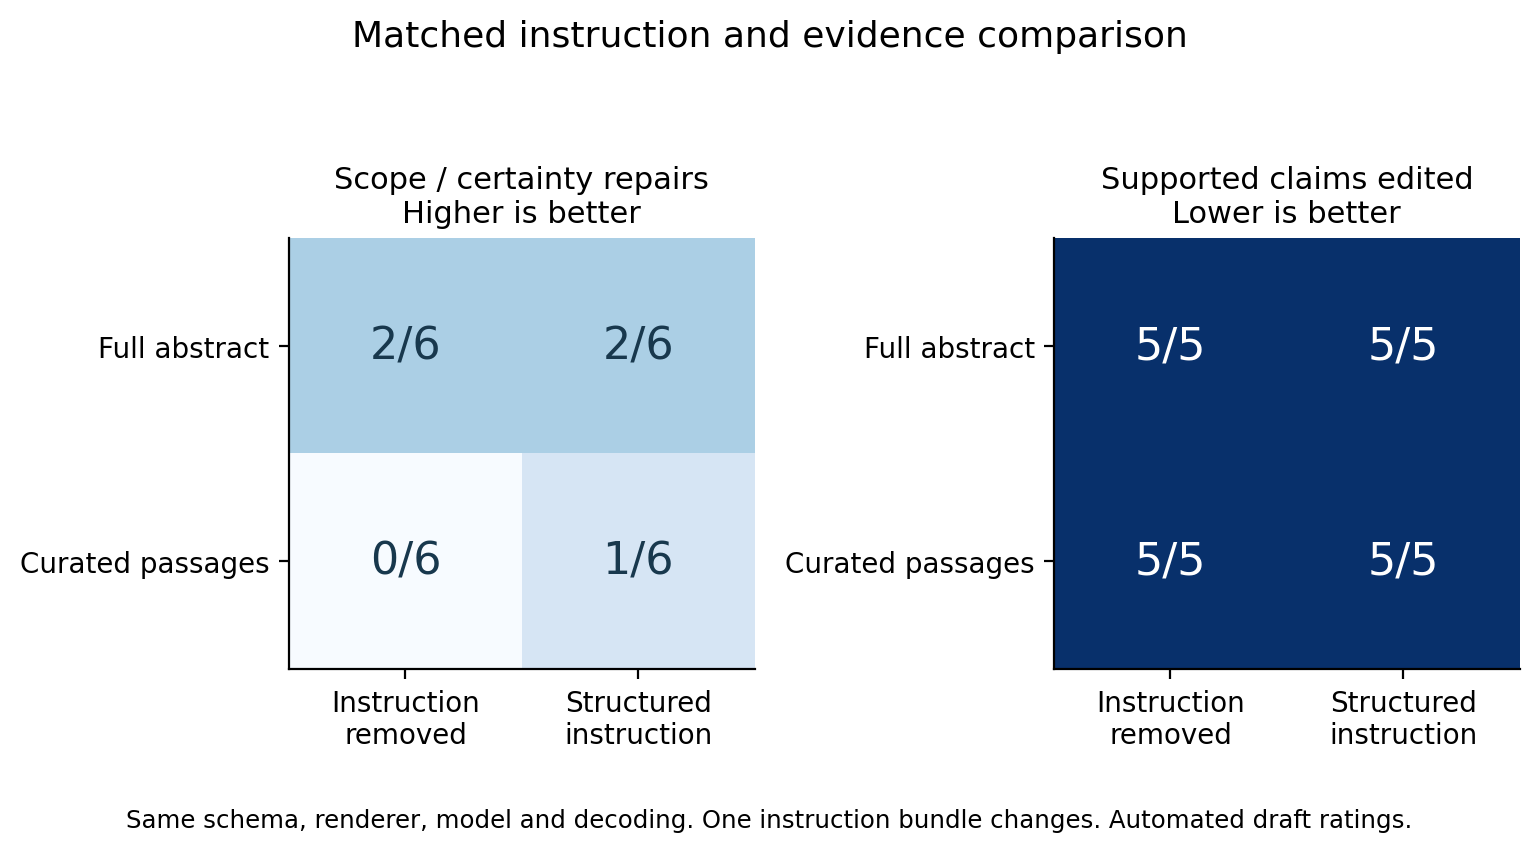 Matched instruction and evidence comparison
Scope / certainty repairs
Higher is better
Full abstract
2/6
2/6
Curated passages
0/6
1/6
Instruction
removed
Structured
instruction
Supported claims edited
Lower is better
Full abstract
5/5
5/5
Curated passages
5/5
5/5
Instruction
removed
Structured
instruction
Same schema, renderer, model and decoding. One instruction bundle changes. Automated draft ratings.